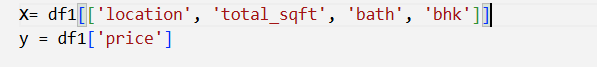 X= df1[['location', 'total_sqft', 'bath', 'bhk']]
y = df1['price']